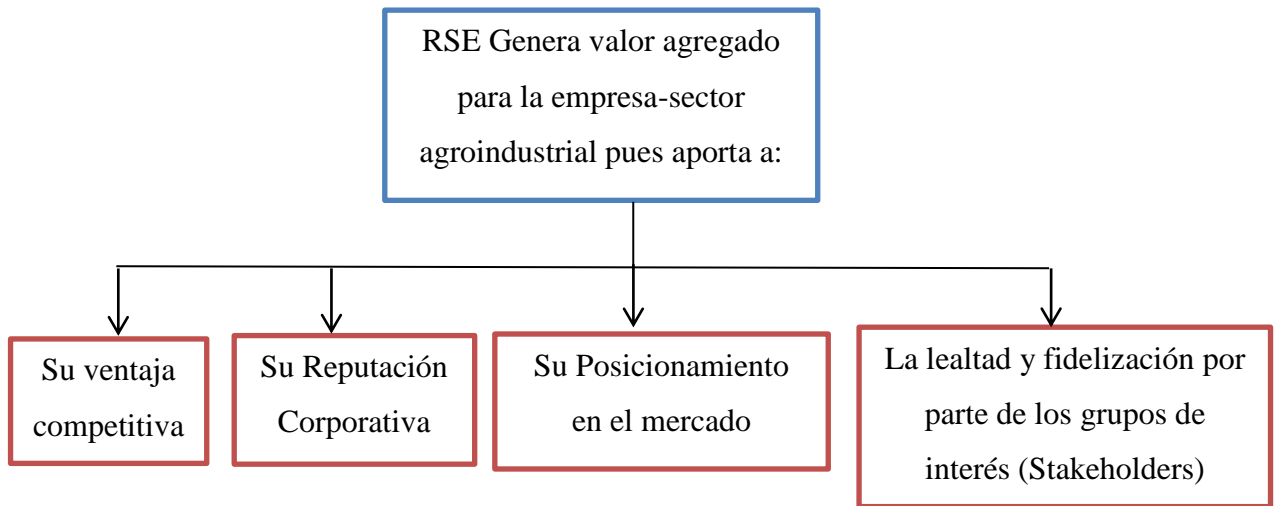 RSE Genera valor agregado
para la empresa-sector
agroindustrial pues aporta a:
Su ventaja
competitiva
Su Reputación
Corporativa
Su Posicionamiento
en el mercado
La lealtad y fidelización por
parte de los grupos de
interés (Stakeholders)